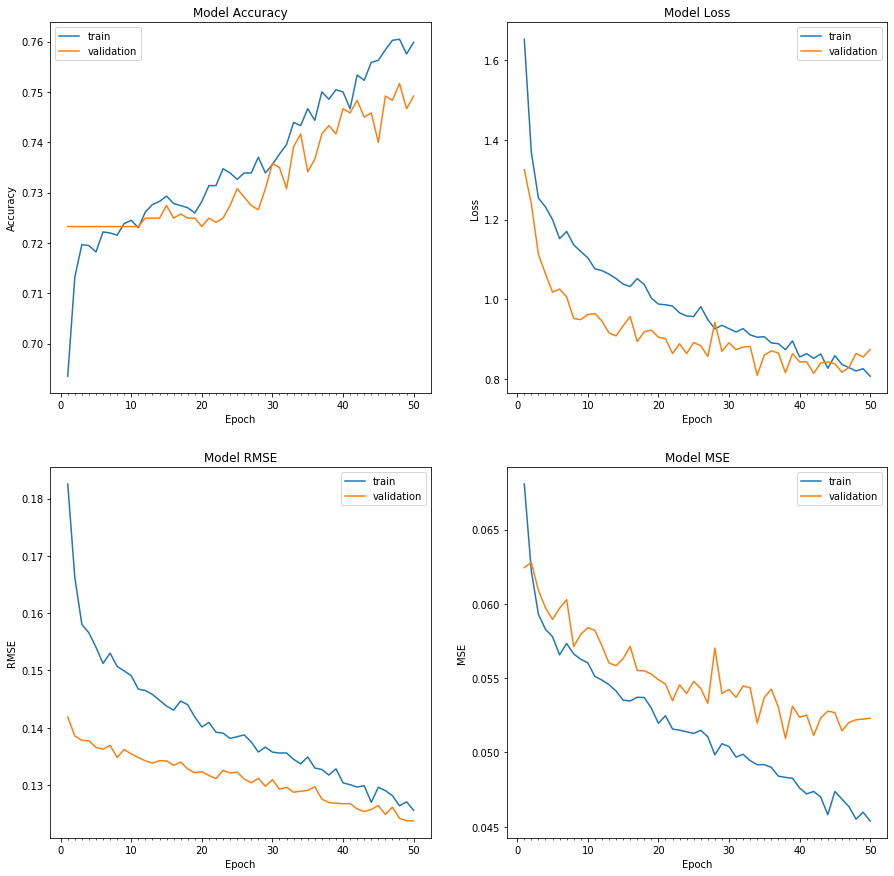 Model Accuracy
train
validation
0.76
0.75
0.74
0.73
0.72
0.71
0.70
Accuracy
0
10
20
30
40
50
Epoch
Model Loss
train
validation
1.6
1.4
1.2
1.0
0.8
Loss
0
10
20
30
40
50
Epoch
Model RMSE
train
validation
0.18
0.17
0.16
0.15
0.14
0.13
RMSE
0
10
20
30
40
50
Epoch
Model MSE
train
validation
0.065
0.060
0.055
0.050
0.045
MSE
0
10
20
30
40
50
Epoch